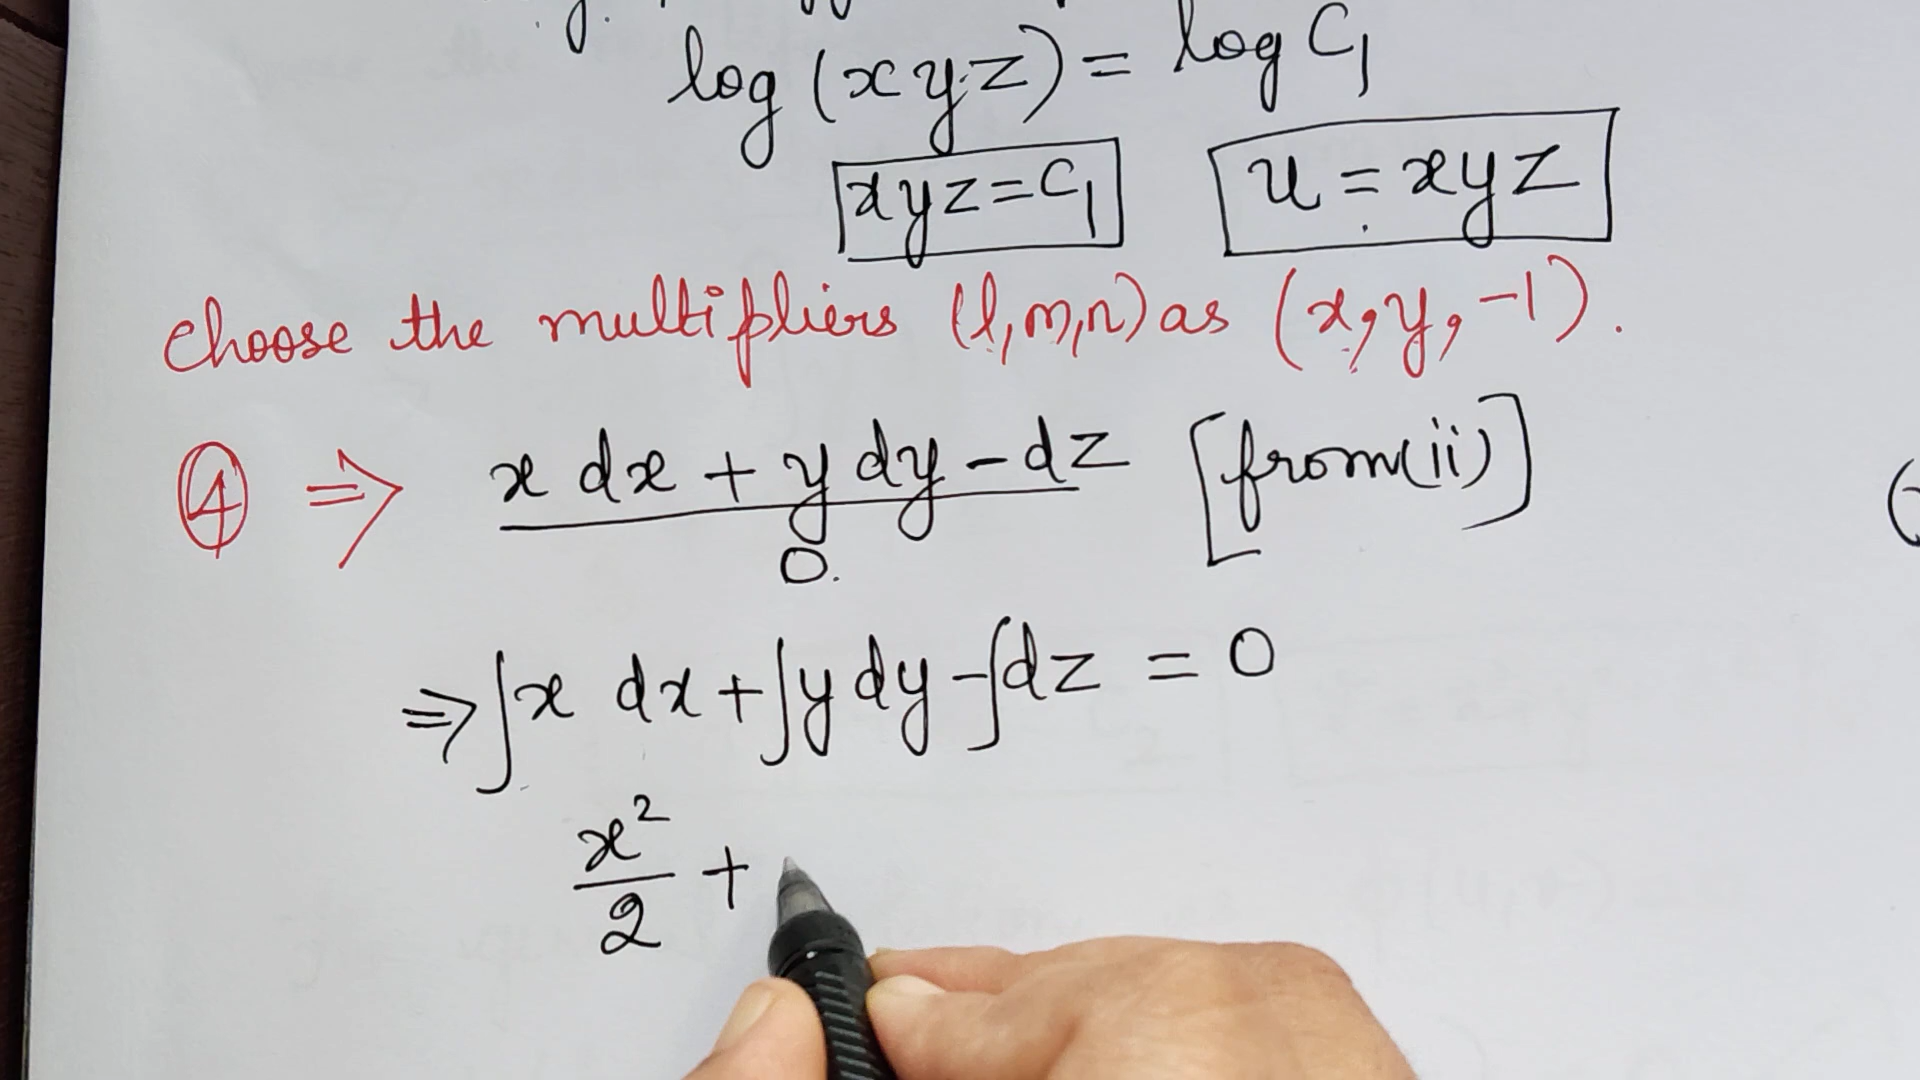 log (xyz) = log C₁
xyz = C₁ u = xyz
choose the multipliers (l, m, n) as (x, y, -1).
④ ⇒ x dx + y dy - dz [from (ii)]
0.
⇒ ∫x dx + ∫y dy - ∫dz = 0
x²
+
2